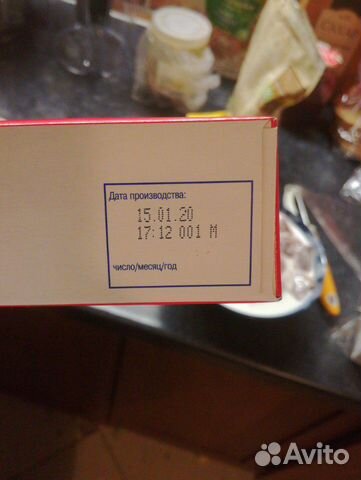 Дата производства:
15.01.20
17:12 001 М
число/месяц/год
Avito